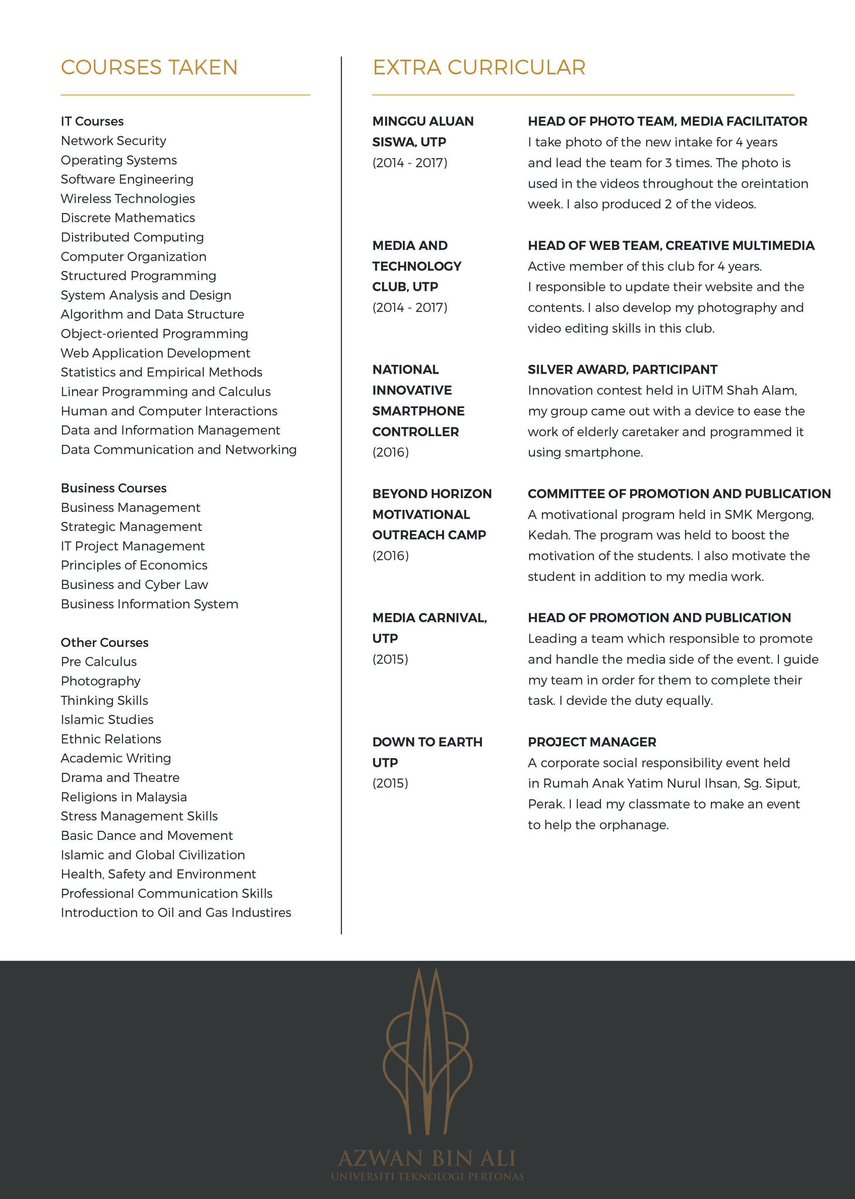 COURSES TAKEN
IT Courses
Network Security
Operating Systems
Software Engineering
Wireless Technologies
Discrete Mathematics
Distributed Computing
Computer Organization
Structured Programming
System Analysis and Design
Algorithm and Data Structure
Object-oriented Programming
Web Application Development
Statistics and Empirical Methods
Linear Programming and Calculus
Human and Computer Interactions
Data and Information Management
Data Communication and Networking
Business Courses
Business Management
Strategic Management
IT Project Management
Principles of Economics
Business and Cyber Law
Business Information System
Other Courses
Pre Calculus
Photography
Thinking Skills
Islamic Studies
Ethnic Relations
Academic Writing
Drama and Theatre
Religions in Malaysia
Stress Management Skills
Basic Dance and Movement
Islamic and Global Civilization
Health, Safety and Environment
Professional Communication Skills
Introduction to Oil and Gas Industires
EXTRA CURRICULAR
MINGGU ALUAN
SISWA, UTP
(2014 - 2017)
HEAD OF PHOTO TEAM, MEDIA FACILITATOR
I take photo of the new intake for 4 years
and lead the team for 3 times. The photo is
used in the videos throughout the oreintation
week. I also produced 2 of the videos.
MEDIA AND
TECHNOLOGY
CLUB, UTP
(2014 - 2017)
HEAD OF WEB TEAM, CREATIVE MULTIMEDIA
Active member of this club for 4 years.
I responsible to update their website and the
contents. I also develop my photography and
video editing skills in this club.
NATIONAL
INNOVATIVE
SMARTPHONE
CONTROLLER
(2016)
SILVER AWARD, PARTICIPANT
Innovation contest held in UiTM Shah Alam,
my group came out with a device to ease the
work of elderly caretaker and programmed it
using smartphone.
BEYOND HORIZON
MOTIVATIONAL
OUTREACH CAMP
(2016)
COMMITTEE OF PROMOTION AND PUBLICATION
A motivational program held in SMK Mergong,
Kedah. The program was held to boost the
motivation of the students. I also motivate the
student in addition to my media work.
MEDIA CARNIVAL,
UTP
(2015)
HEAD OF PROMOTION AND PUBLICATION
Leading a team which responsible to promote
and handle the media side of the event. I guide
my team in order for them to complete their
task. I devide the duty equally.
DOWN TO EARTH
UTP
(2015)
PROJECT MANAGER
A corporate social responsibility event held
in Rumah Anak Yatim Nurul Ihsan, Sg. Siput,
Perak. I lead my classmate to make an event
to help the orphanage.
AZWAN BIN ALI
UNIVERSITI TEKNOLOGI PERTONAS